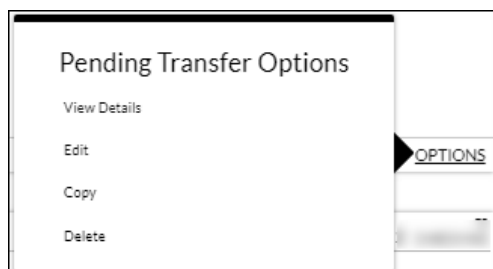 Pending Transfer Options
View Details
Edit
OPTIONS
Copy
Delete